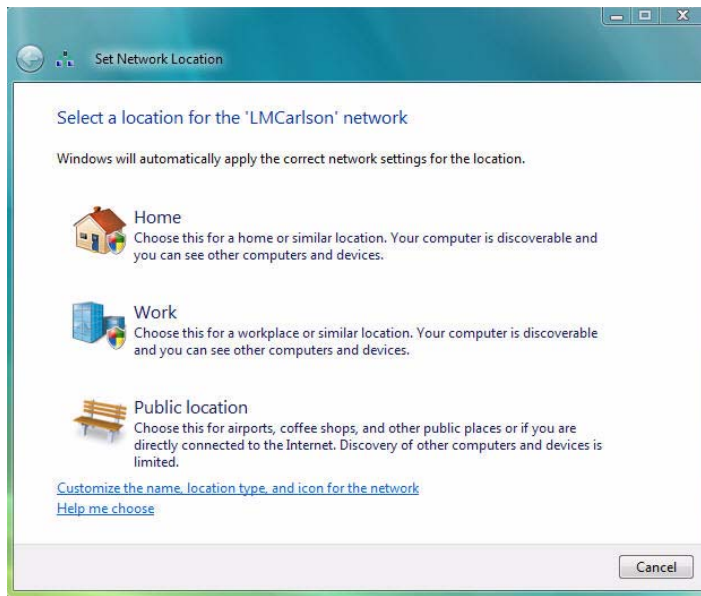 Set Network Location
Select a location for the 'LMCarlson' network
Windows will automatically apply the correct network settings for the location.
Home
Choose this for a home or similar location. Your computer is discoverable and
you can see other computers and devices.
Work
Choose this for a workplace or similar location. Your computer is discoverable
and you can see other computers and devices.
Public location
Choose this for airports, coffee shops, and other public places or if you are
directly connected to the Internet. Discovery of other computers and devices is
limited.
Customize the name, location type, and icon for the network
Help me choose
Cancel